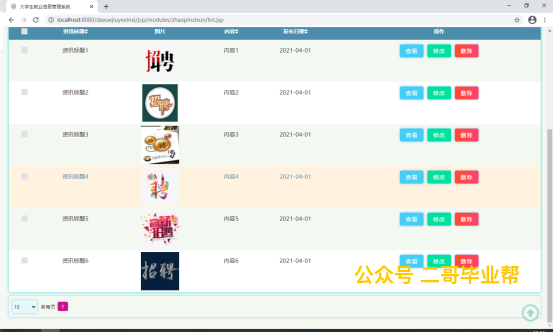 大学生就业信息管理系统
localhost:8080/daxuejiuyexinxi/jsp/modules/zhaopinzixun/list.jsp
资讯标题 图片 内容 发布日期 操作
资讯标题1 招聘 内容1 2021-04-01 查看 修改 删除
资讯标题2 招聘 内容2 2021-04-01 查看 修改 删除
资讯标题3 内容3 2021-04-01 查看 修改 删除
资讯标题4 聘 内容4 2021-04-01 查看 修改 删除
资讯标题5 招聘 内容5 2021-04-01 查看 修改 删除
资讯标题6 招聘 内容6 2021-04-01 查看 修改 删除
公众号 二哥毕业帮
10 条每页 1